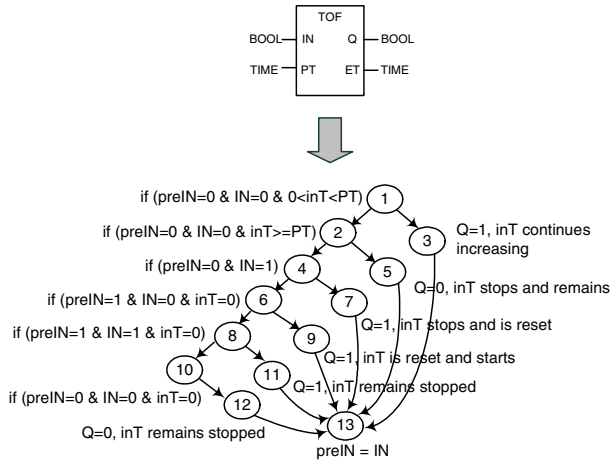 TOF
BOOL IN Q BOOL
TIME PT ET TIME
if (preIN=0 & IN=0 & 0<inT<PT)
1
if (preIN=0 & IN=0 & inT>=PT)
2
3
Q=1, inT continues
increasing
if (preIN=0 & IN=1)
4
5
Q=0, inT stops and remains
if (preIN=1 & IN=0 & inT=0)
6
7
Q=1, inT stops and is reset
if (preIN=1 & IN=1 & inT=0)
8
9
Q=1, inT is reset and starts
10
11
Q=1, inT remains stopped
if (preIN=0 & IN=0 & inT=0)
12
Q=0, inT remains stopped
13
preIN = IN